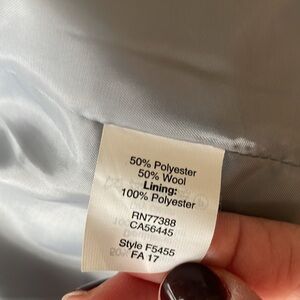 50% Polyester
50% Wool
Lining:
100% Polyester
RN77388
CA56445
Style F5455
FA 17